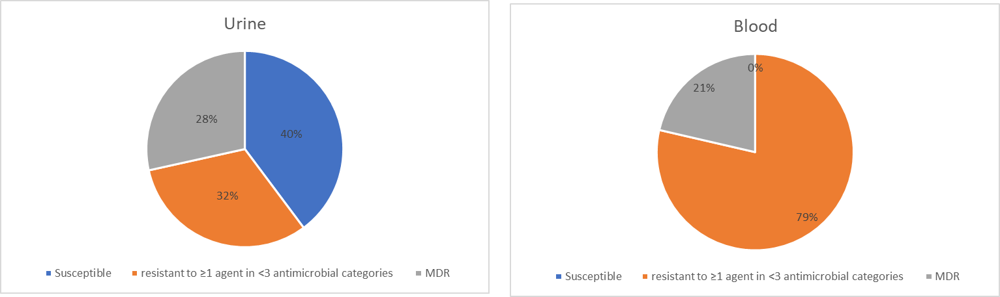 Urine
40%
32%
28%
Susceptible resistant to ≥1 agent in <3 antimicrobial categories MDR
Blood
0%
21%
79%
Susceptible resistant to ≥1 agent in <3 antimicrobial categories MDR